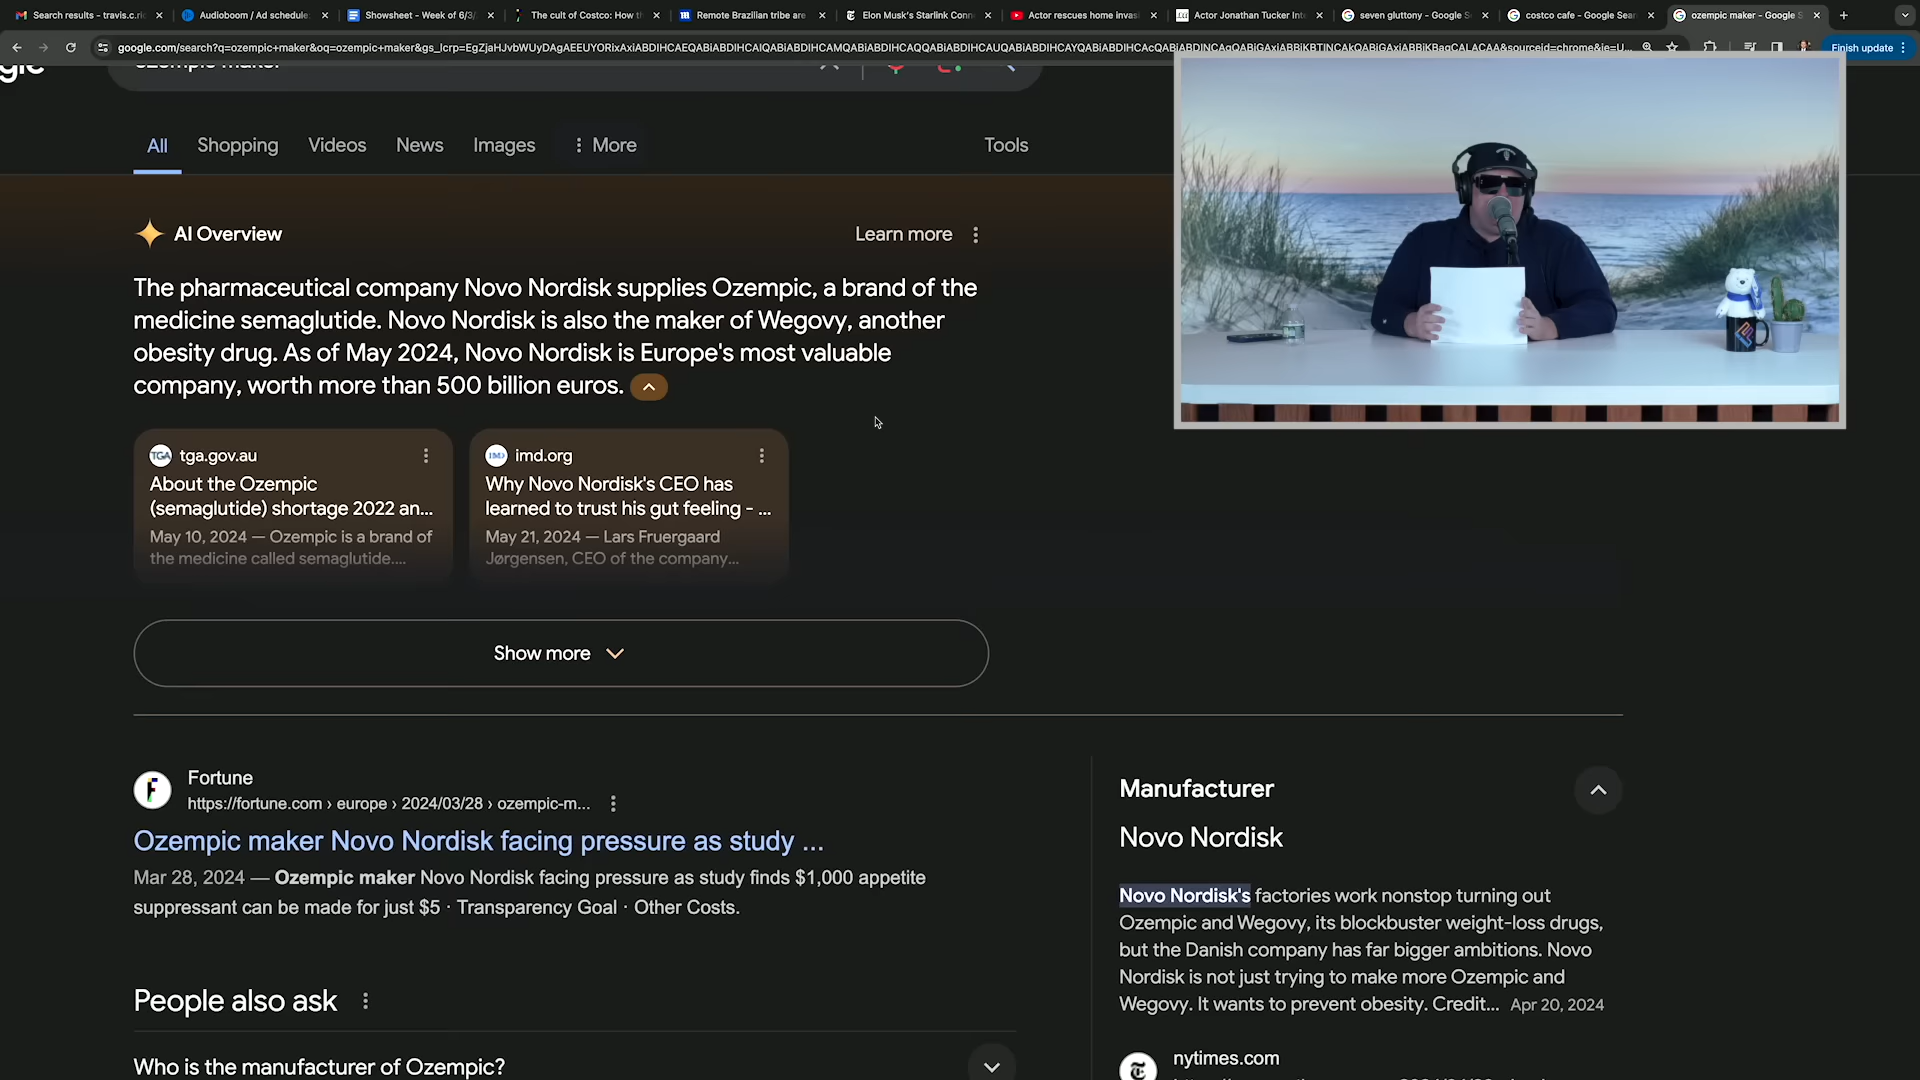 Search results - travis.c.ri
Audioboom / Ad schedule
Showsheet - Week of 6/3/
The cult of Costco: How t
Remote Brazilian tribe are
Elon Musk's Starlink Conn
Actor rescues home invasi
Actor Jonathan Tucker Int
seven gluttony - Google S
costco cafe - Google Sear
ozempic maker - Google S
Finish update
ozempic maker
All
Shopping
Videos
News
Images
More
Tools
AI Overview
Learn more
The pharmaceutical company Novo Nordisk supplies Ozempic, a brand of the
medicine semaglutide. Novo Nordisk is also the maker of Wegovy, another
obesity drug. As of May 2024, Novo Nordisk is Europe's most valuable
company, worth more than 500 billion euros.
TGA tga.gov.au
About the Ozempic
(semaglutide) shortage 2022 an...
May 10, 2024 — Ozempic is a brand of
the medicine called semaglutide....
IMD imd.org
Why Novo Nordisk's CEO has
learned to trust his gut feeling - ...
May 21, 2024 — Lars Fruergaard
Jørgensen, CEO of the company...
Show more
Fortune
https://fortune.com › europe › 2024/03/28 › ozempic-m...
Ozempic maker Novo Nordisk facing pressure as study ...
Mar 28, 2024 — Ozempic maker Novo Nordisk facing pressure as study finds $1,000 appetite
suppressant can be made for just $5 · Transparency Goal · Other Costs.
People also ask
Who is the manufacturer of Ozempic?
Manufacturer
Novo Nordisk
Novo Nordisk's factories work nonstop turning out
Ozempic and Wegovy, its blockbuster weight-loss drugs,
but the Danish company has far bigger ambitions. Novo
Nordisk is not just trying to make more Ozempic and
Wegovy. It wants to prevent obesity. Credit... Apr 20, 2024
nytimes.com